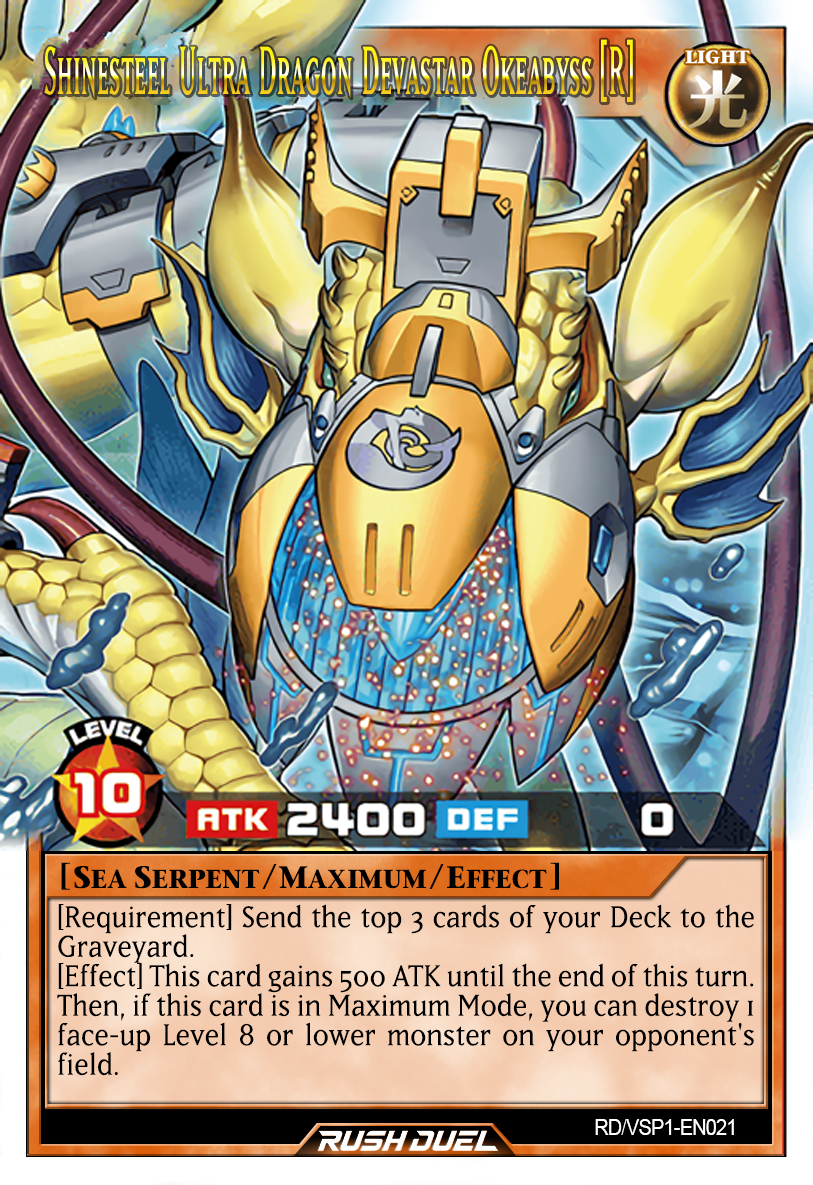 Shinesteel Ultra Dragon Devastar Okeabyss [R]
LIGHT
光
LEVEL
10
ATK 2400 DEF 0
[Sea Serpent/Maximum/Effect]
[Requirement] Send the top 3 cards of your Deck to the
Graveyard.
[Effect] This card gains 500 ATK until the end of this turn.
Then, if this card is in Maximum Mode, you can destroy 1
face-up Level 8 or lower monster on your opponent's
field.
RD/VSP1-EN021
RUSH DUEL